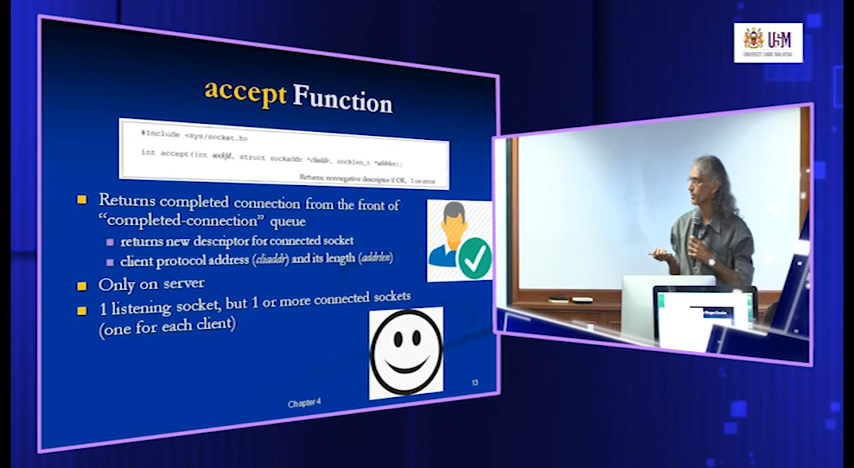 USM
UNIVERSITI SAINS MALAYSIA
accept Function
#include <sys/socket.h>
int accept(int sockfd, struct sockaddr *cliaddr, socklen_t *addrlen);
Returns: nonnegative descriptor if OK, -1 on error
Returns completed connection from the front of
“completed-connection” queue
returns new descriptor for connected socket
client protocol address (cliaddr) and its length (addrlen)
Only on server
1 listening socket, but 1 or more connected sockets
(one for each client)
Chapter 4
13